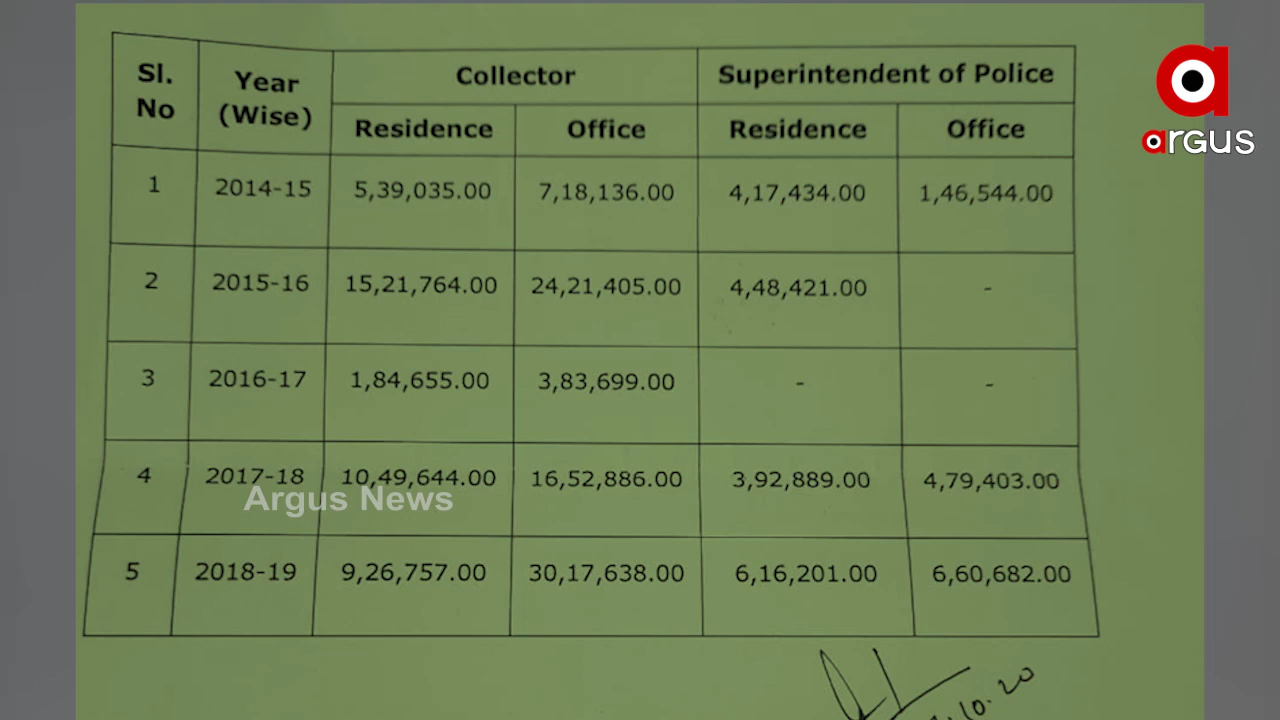 Sl. No | Year (Wise) | Collector | Superintendent of Police
Residence | Office | Residence | Office
1 | 2014-15 | 5,39,035.00 | 7,18,136.00 | 4,17,434.00 | 1,46,544.00
2 | 2015-16 | 15,21,764.00 | 24,21,405.00 | 4,48,421.00 | -
3 | 2016-17 | 1,84,655.00 | 3,83,699.00 | - | -
4 | 2017-18 | 10,49,644.00 | 16,52,886.00 | 3,92,889.00 | 4,79,403.00
5 | 2018-19 | 9,26,757.00 | 30,17,638.00 | 6,16,201.00 | 6,60,682.00
Argus News
argus
.10.20